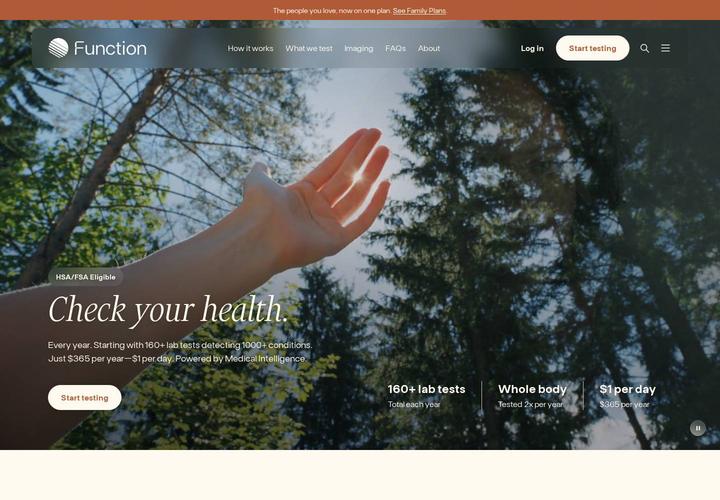 The people you love, now on one plan. See Family Plans.
Function
How it works
What we test
Imaging
FAQs
About
Log in
Start testing
HSA/FSA Eligible
Check your health.
Every year. Starting with 160+ lab tests detecting 1000+ conditions.
Just $365 per year—$1 per day. Powered by Medical Intelligence.
Start testing
160+ lab tests
Total each year
Whole body
Tested 2x per year
$1 per day
$365 per year